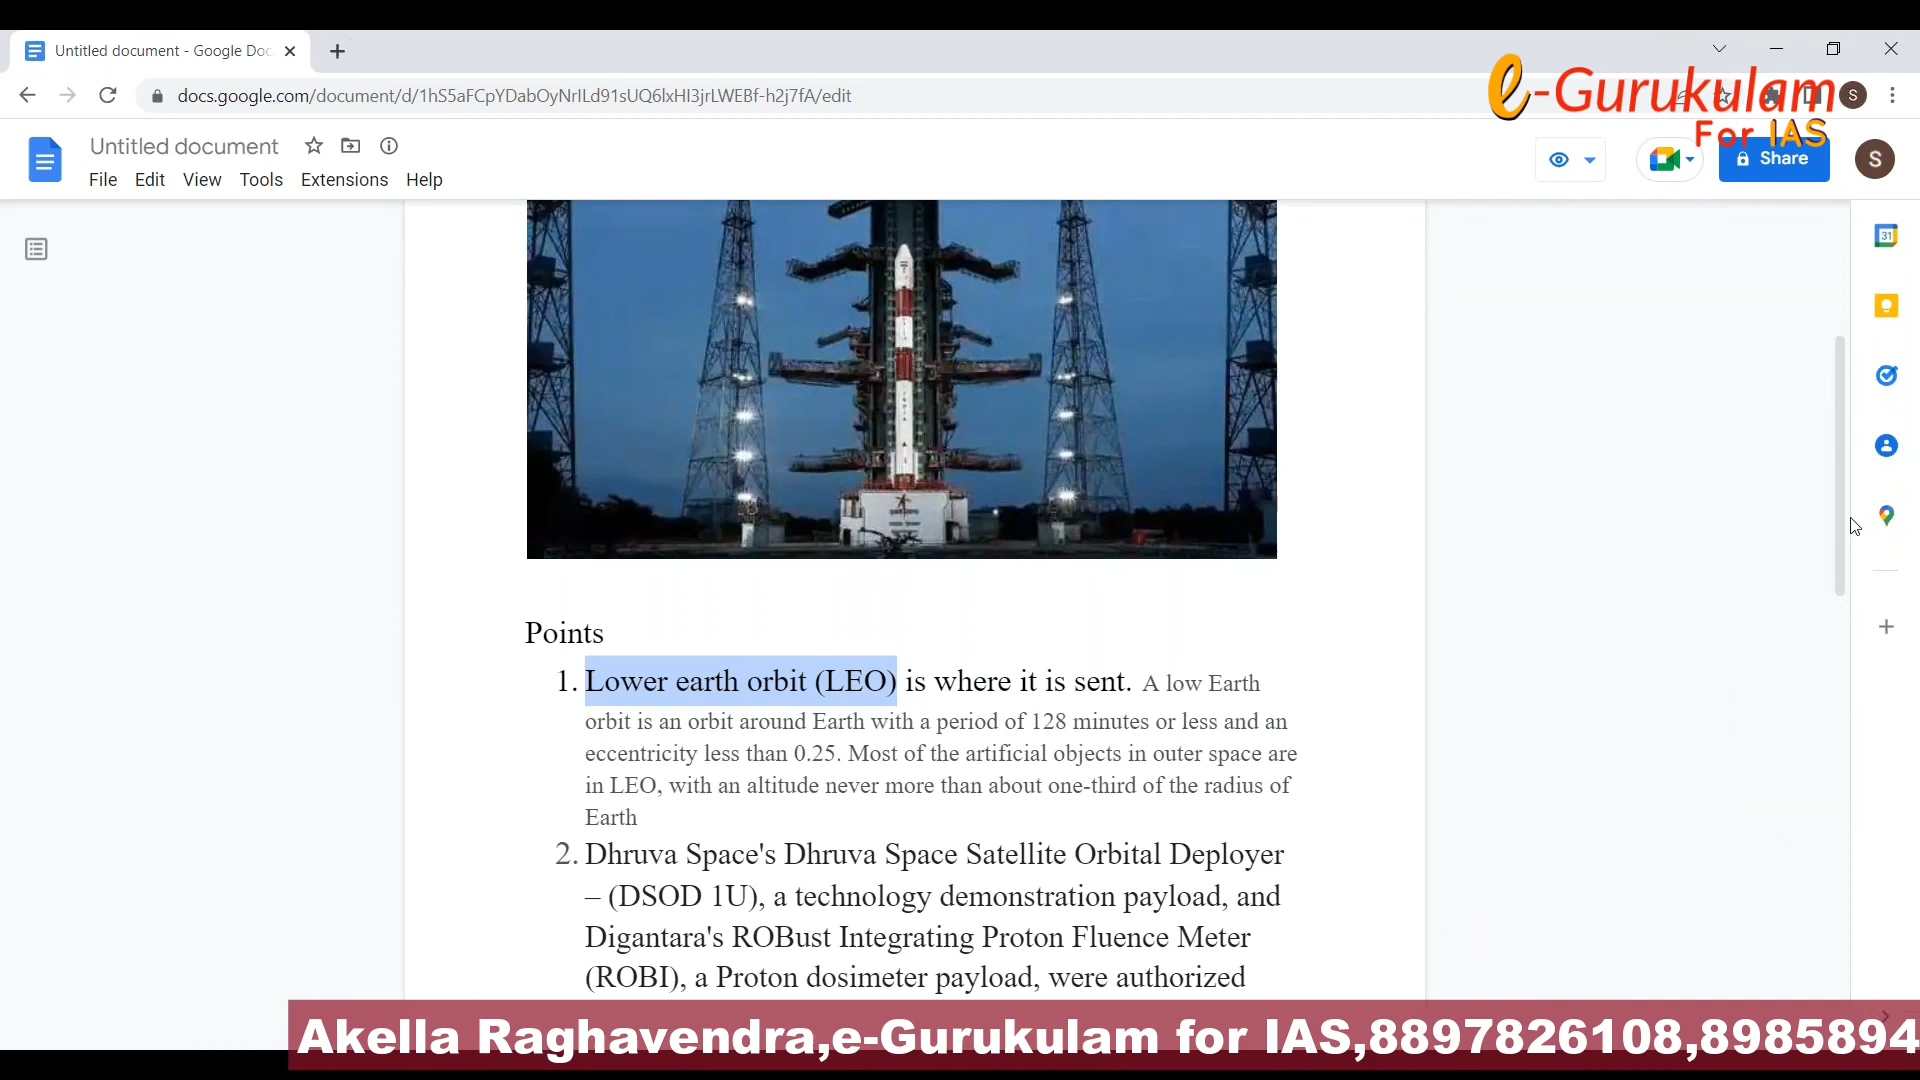 Untitled document - Google Doc
docs.google.com/document/d/1hS5aFCpYDabOyNrILd91sUQ6lxHI3jrLWEBf-h2j7fA/edit
S
e-Gurukulam
For IAS
Untitled document
File Edit View Tools Extensions Help
Share
S
31
Points
1. Lower earth orbit (LEO) is where it is sent. A low Earth
orbit is an orbit around Earth with a period of 128 minutes or less and an
eccentricity less than 0.25. Most of the artificial objects in outer space are
in LEO, with an altitude never more than about one-third of the radius of
Earth
2. Dhruva Space's Dhruva Space Satellite Orbital Deployer
– (DSOD 1U), a technology demonstration payload, and
Digantara's ROBust Integrating Proton Fluence Meter
(ROBI), a Proton dosimeter payload, were authorized
Akella Raghavendra,e-Gurukulam for IAS,8897826108,8985894